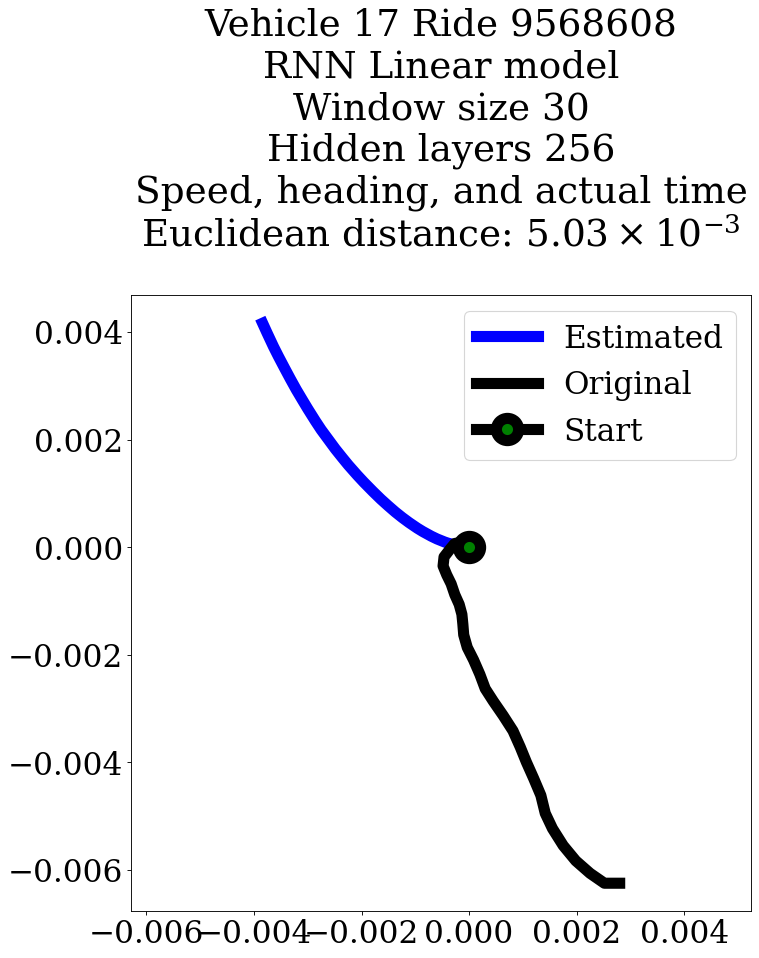 Vehicle 17 Ride 9568608
RNN Linear model
Window size 30
Hidden layers 256
Speed, heading, and actual time
Euclidean distance: 5.03 × 10⁻³
Estimated
Original
Start
0.004
0.002
0.000
−0.002
−0.004
−0.006
−0.006 −0.004 −0.002 0.000 0.002 0.004